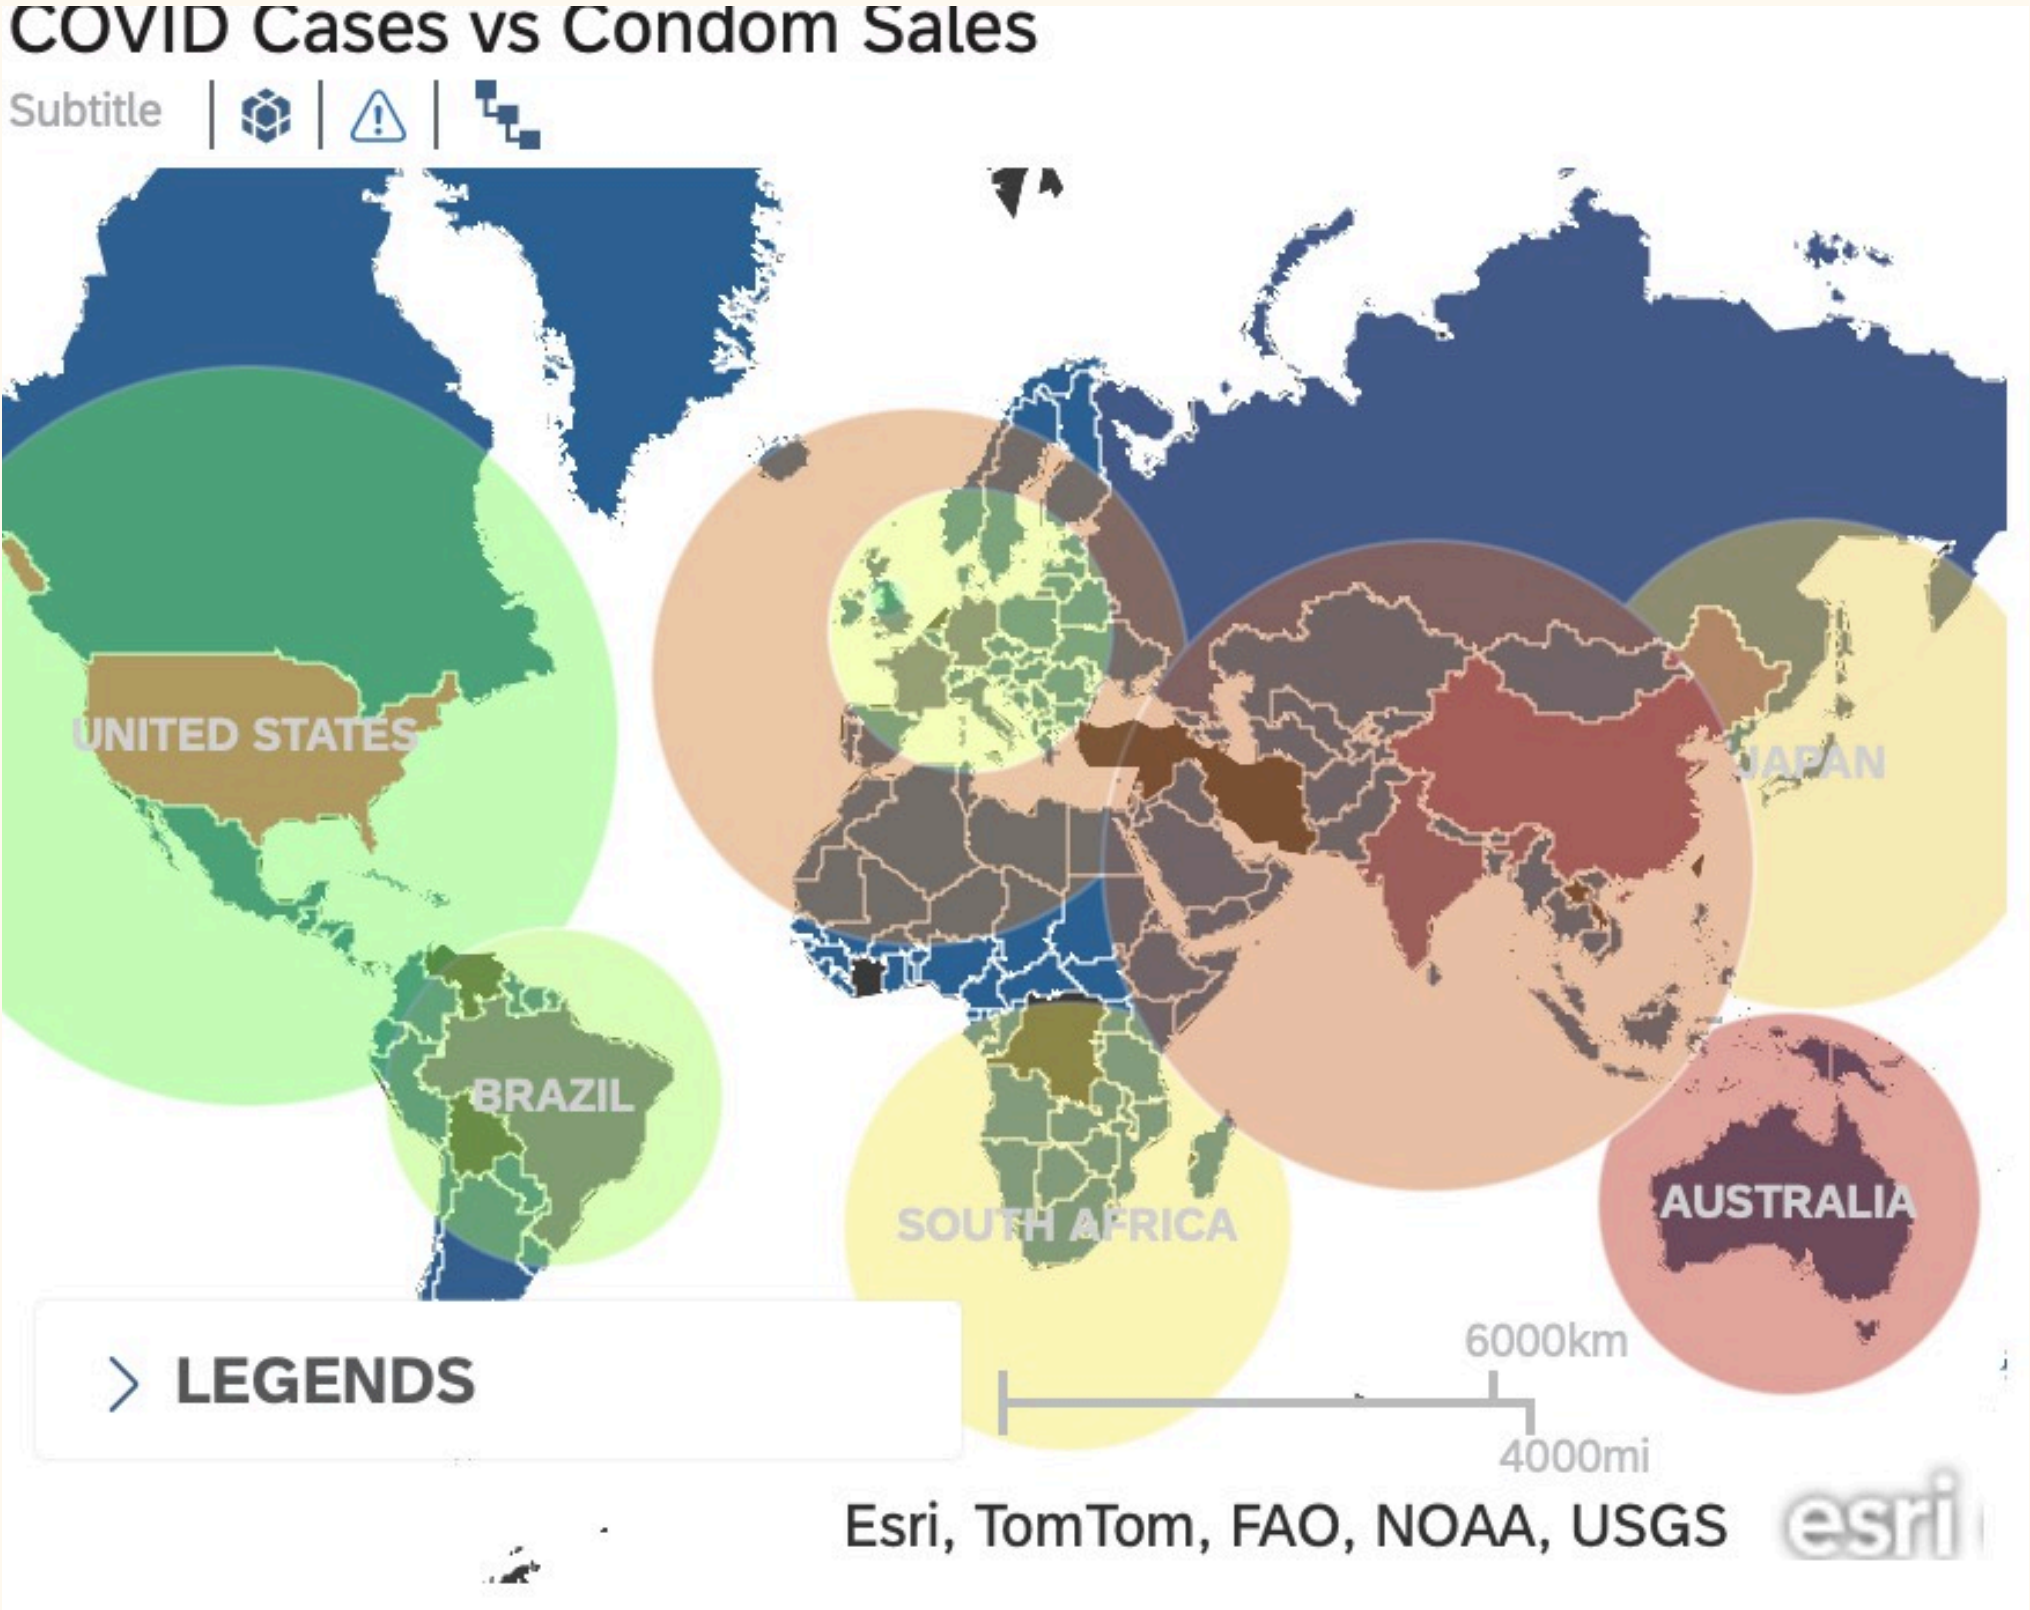 COVID Cases vs Condom Sales
Subtitle
UNITED STATES
JAPAN
BRAZIL
AUSTRALIA
SOUTH AFRICA
6000km
LEGENDS
4000mi
Esri, TomTom, FAO, NOAA, USGS
esri